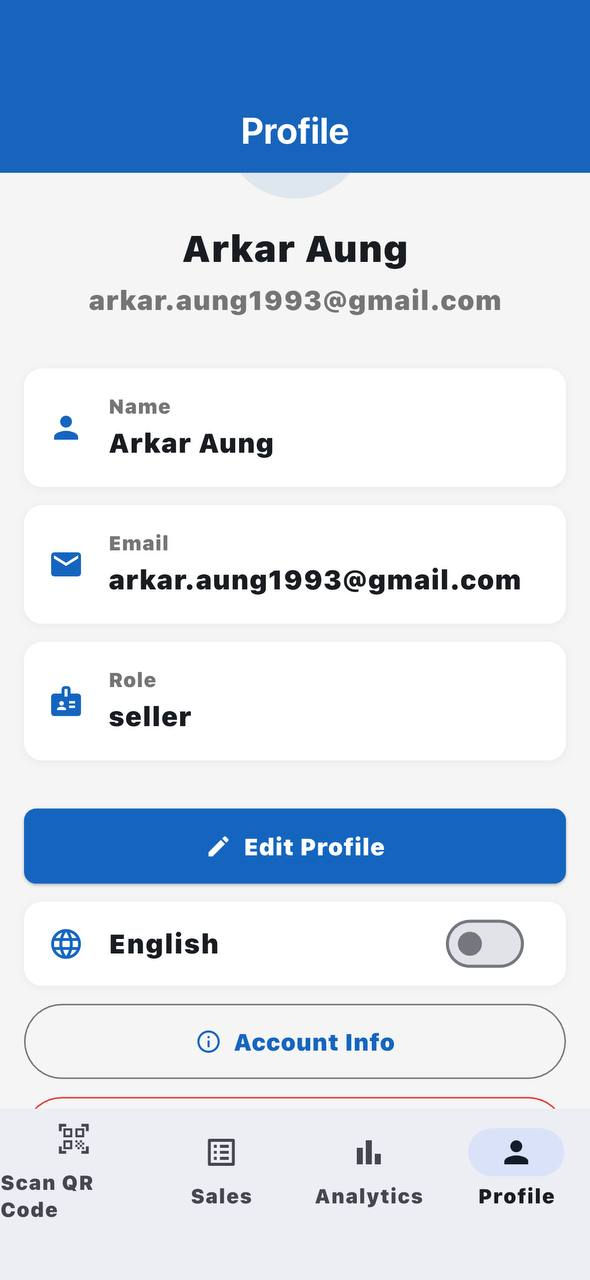 Profile
Arkar Aung
arkar.aung1993@gmail.com
Name
Arkar Aung
Email
arkar.aung1993@gmail.com
Role
seller
Edit Profile
English
Account Info
Scan QR
Code
Sales
Analytics
Profile